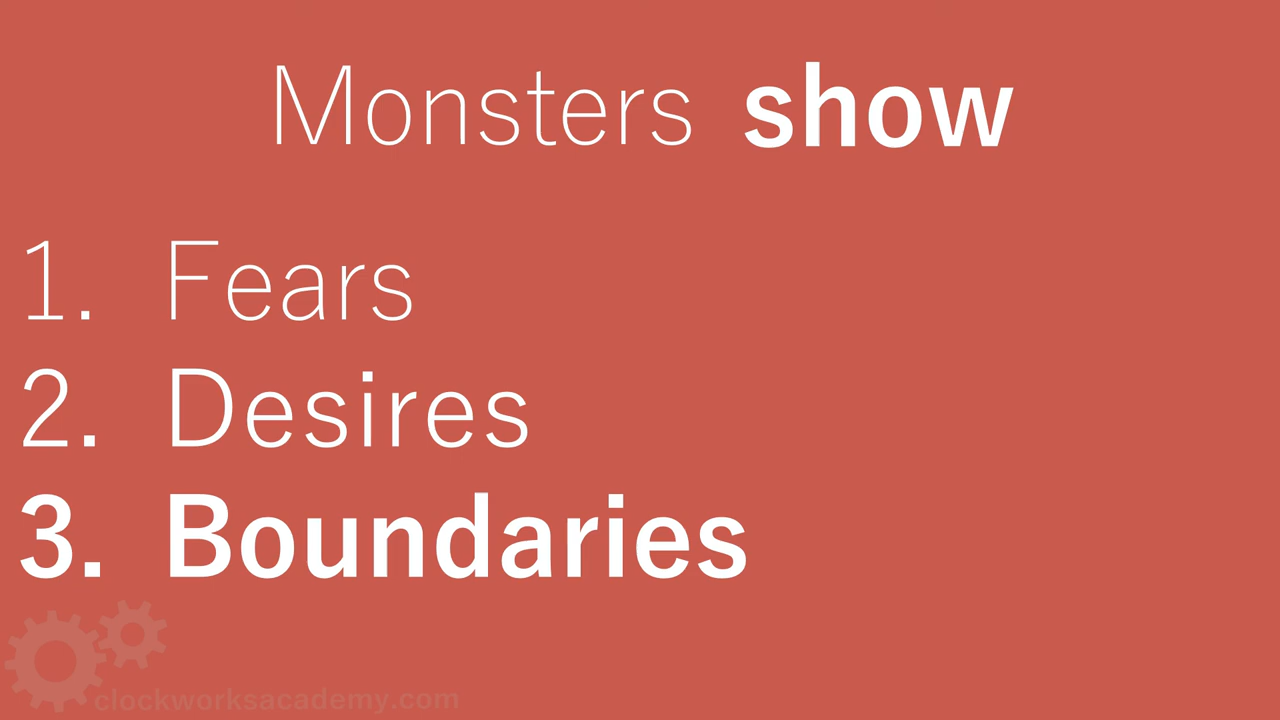 Monsters show
1. Fears
2. Desires
3. Boundaries
clockworksacademy.com